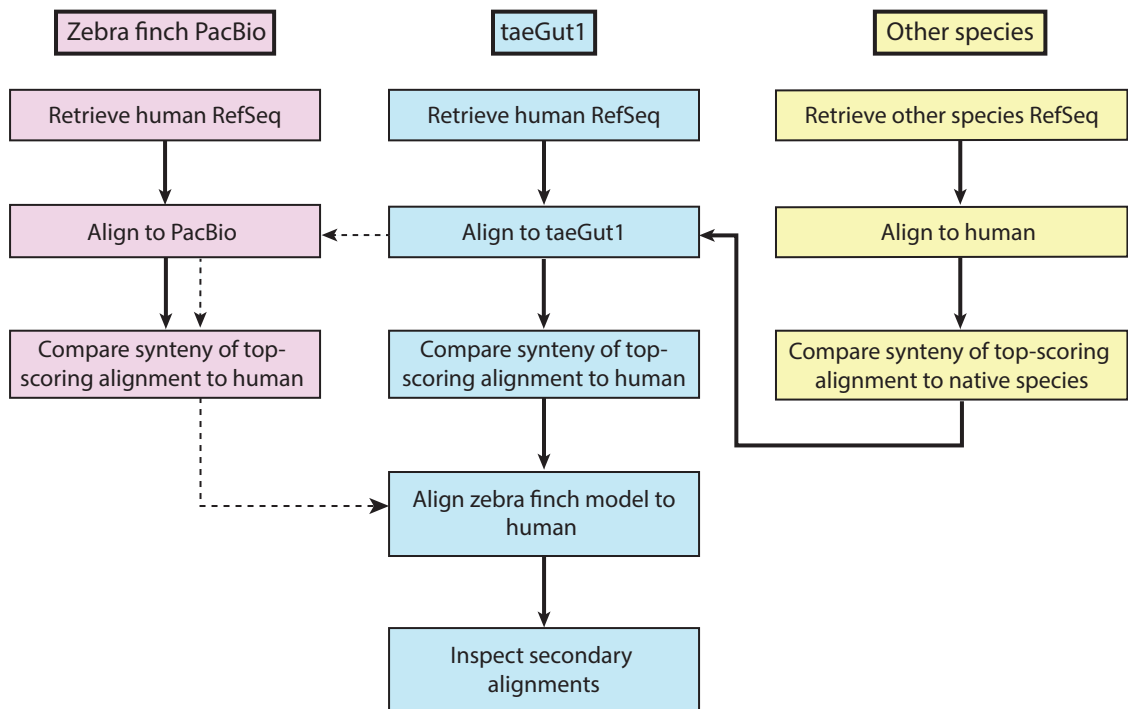 Zebra finch PacBio
taeGut1
Other species
Retrieve human RefSeq
Retrieve human RefSeq
Retrieve other species RefSeq
Align to PacBio
Align to taeGut1
Align to human
Compare synteny of top-
scoring alignment to human
Compare synteny of top-
scoring alignment to human
Compare synteny of top-scoring
alignment to native species
Align zebra finch model to
human
Inspect secondary
alignments